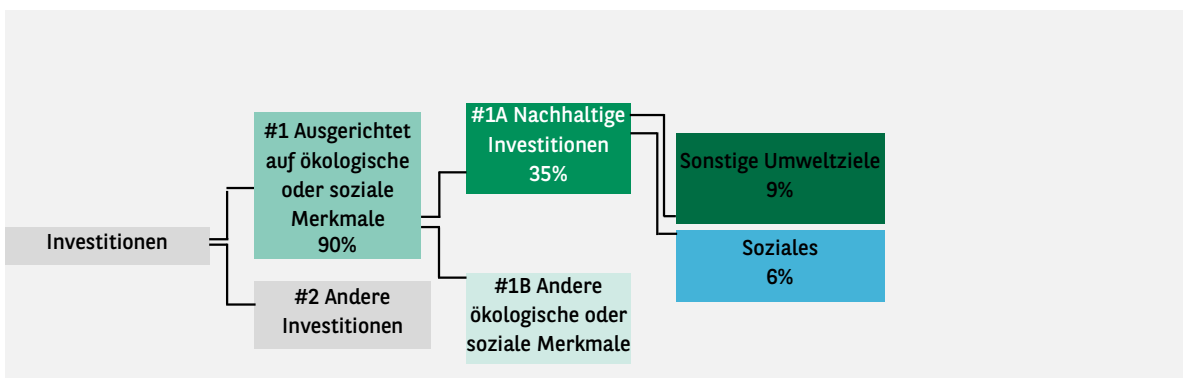 Investitionen
#1 Ausgerichtet
auf ökologische
oder soziale
Merkmale
90%
#2 Andere
Investitionen
#1A Nachhaltige
Investitionen
35%
#1B Andere
ökologische oder
soziale Merkmale
Sonstige Umweltziele
9%
Soziales
6%